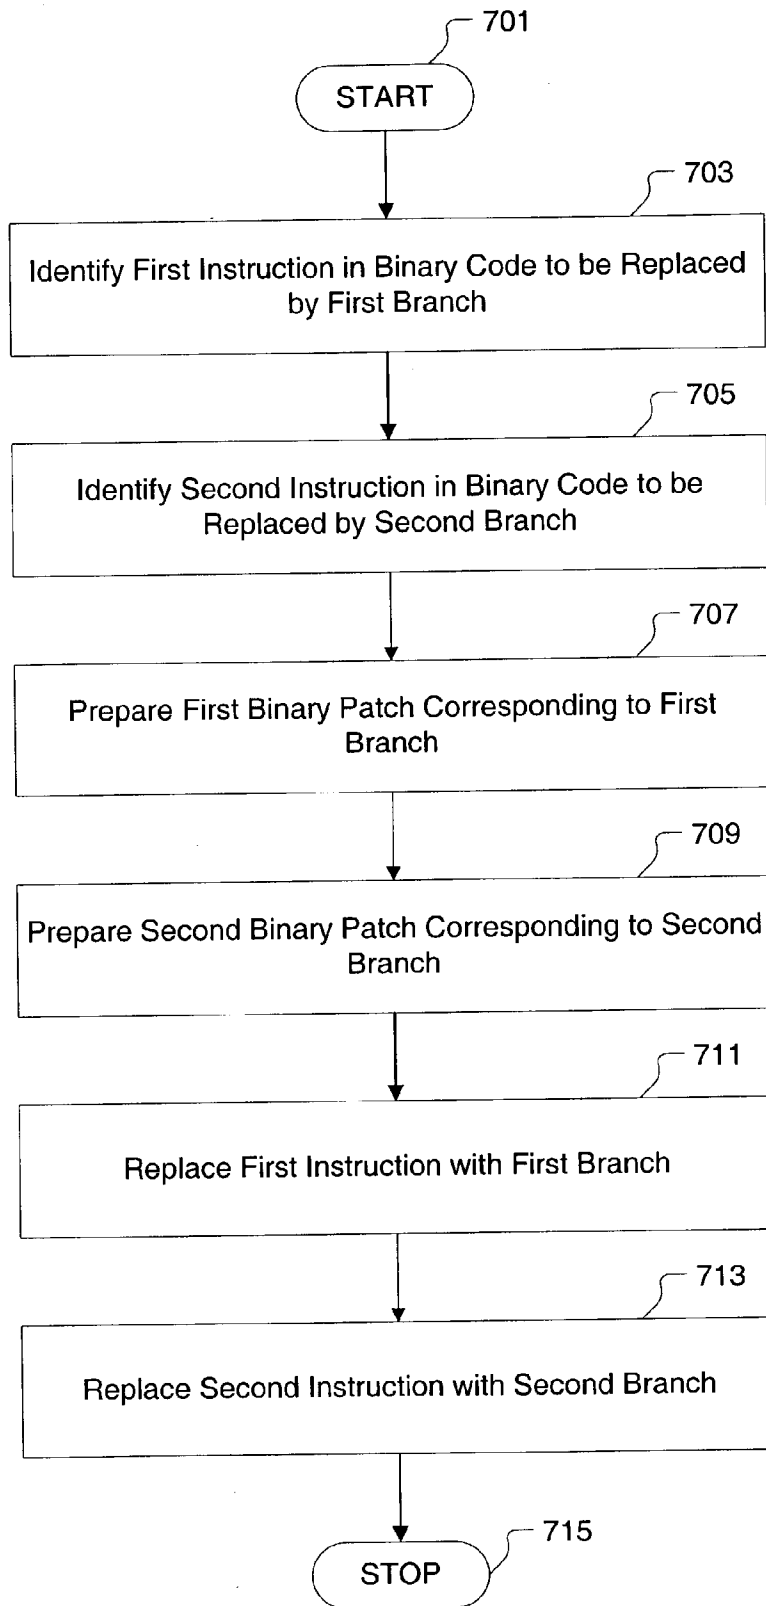 701
START
703
Identify First Instruction in Binary Code to be Replaced
by First Branch
705
Identify Second Instruction in Binary Code to be
Replaced by Second Branch
707
Prepare First Binary Patch Corresponding to First
Branch
709
Prepare Second Binary Patch Corresponding to Second
Branch
711
Replace First Instruction with First Branch
713
Replace Second Instruction with Second Branch
715
STOP